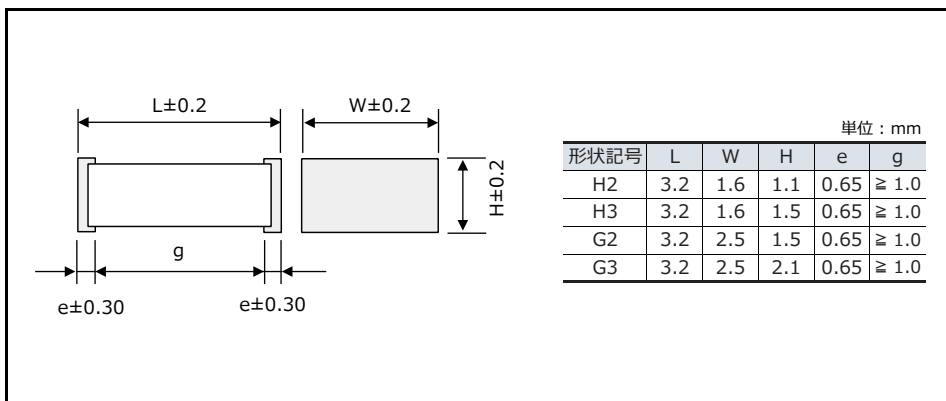 L±0.2
W±0.2
H±0.2
g
e±0.30
e±0.30
単位：mm
形状記号 L W H e g
H2 3.2 1.6 1.1 0.65 ≧ 1.0
H3 3.2 1.6 1.5 0.65 ≧ 1.0
G2 3.2 2.5 1.5 0.65 ≧ 1.0
G3 3.2 2.5 2.1 0.65 ≧ 1.0